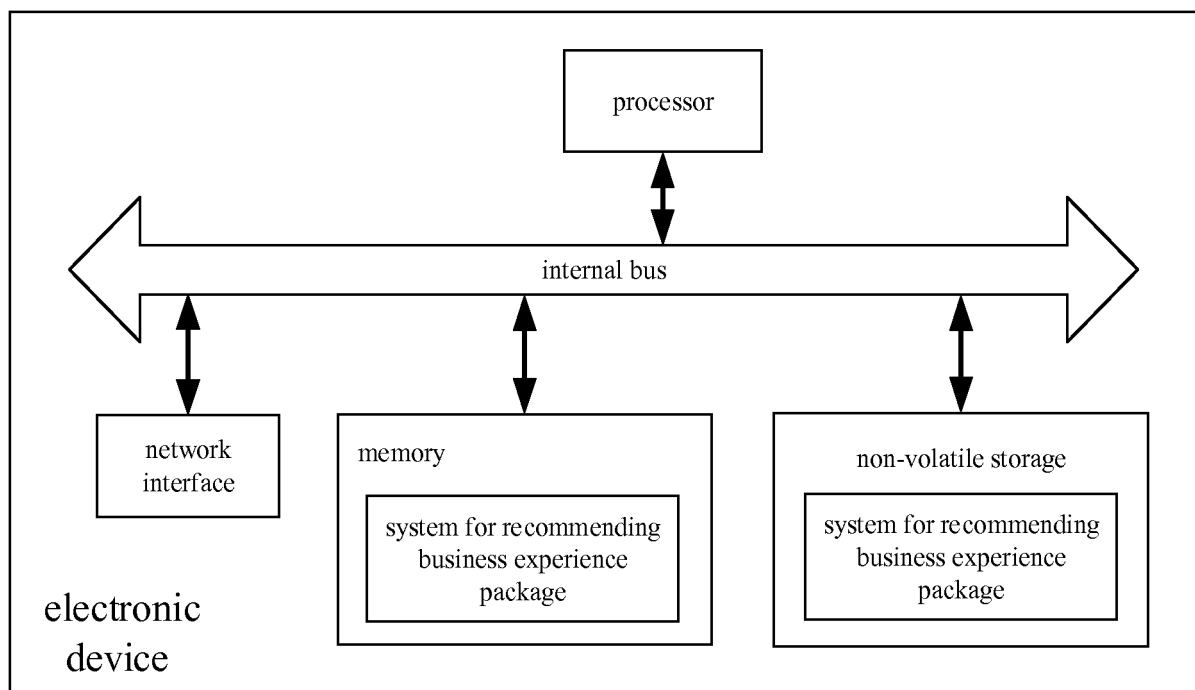 processor
internal bus
network
interface
memory
system for recommending
business experience
package
non-volatile storage
system for recommending
business experience
package
electronic
device